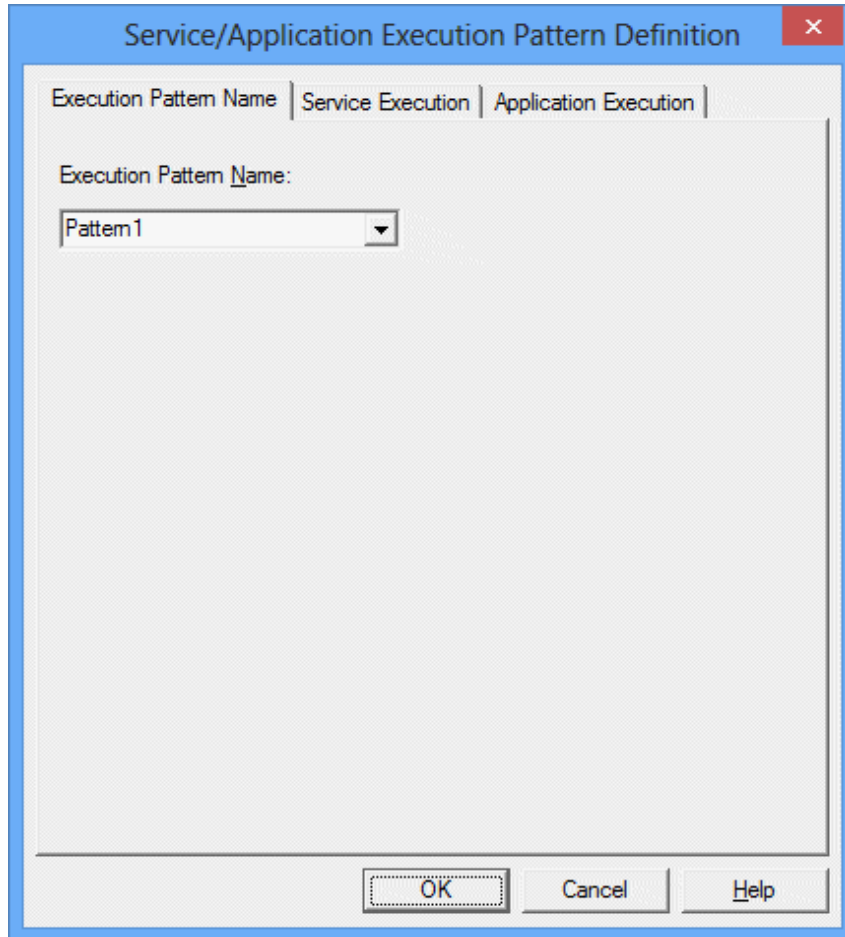 Service/Application Execution Pattern Definition
Execution Pattern Name
Service Execution
Application Execution
Execution Pattern Name:
Pattern1
OK
Cancel
Help